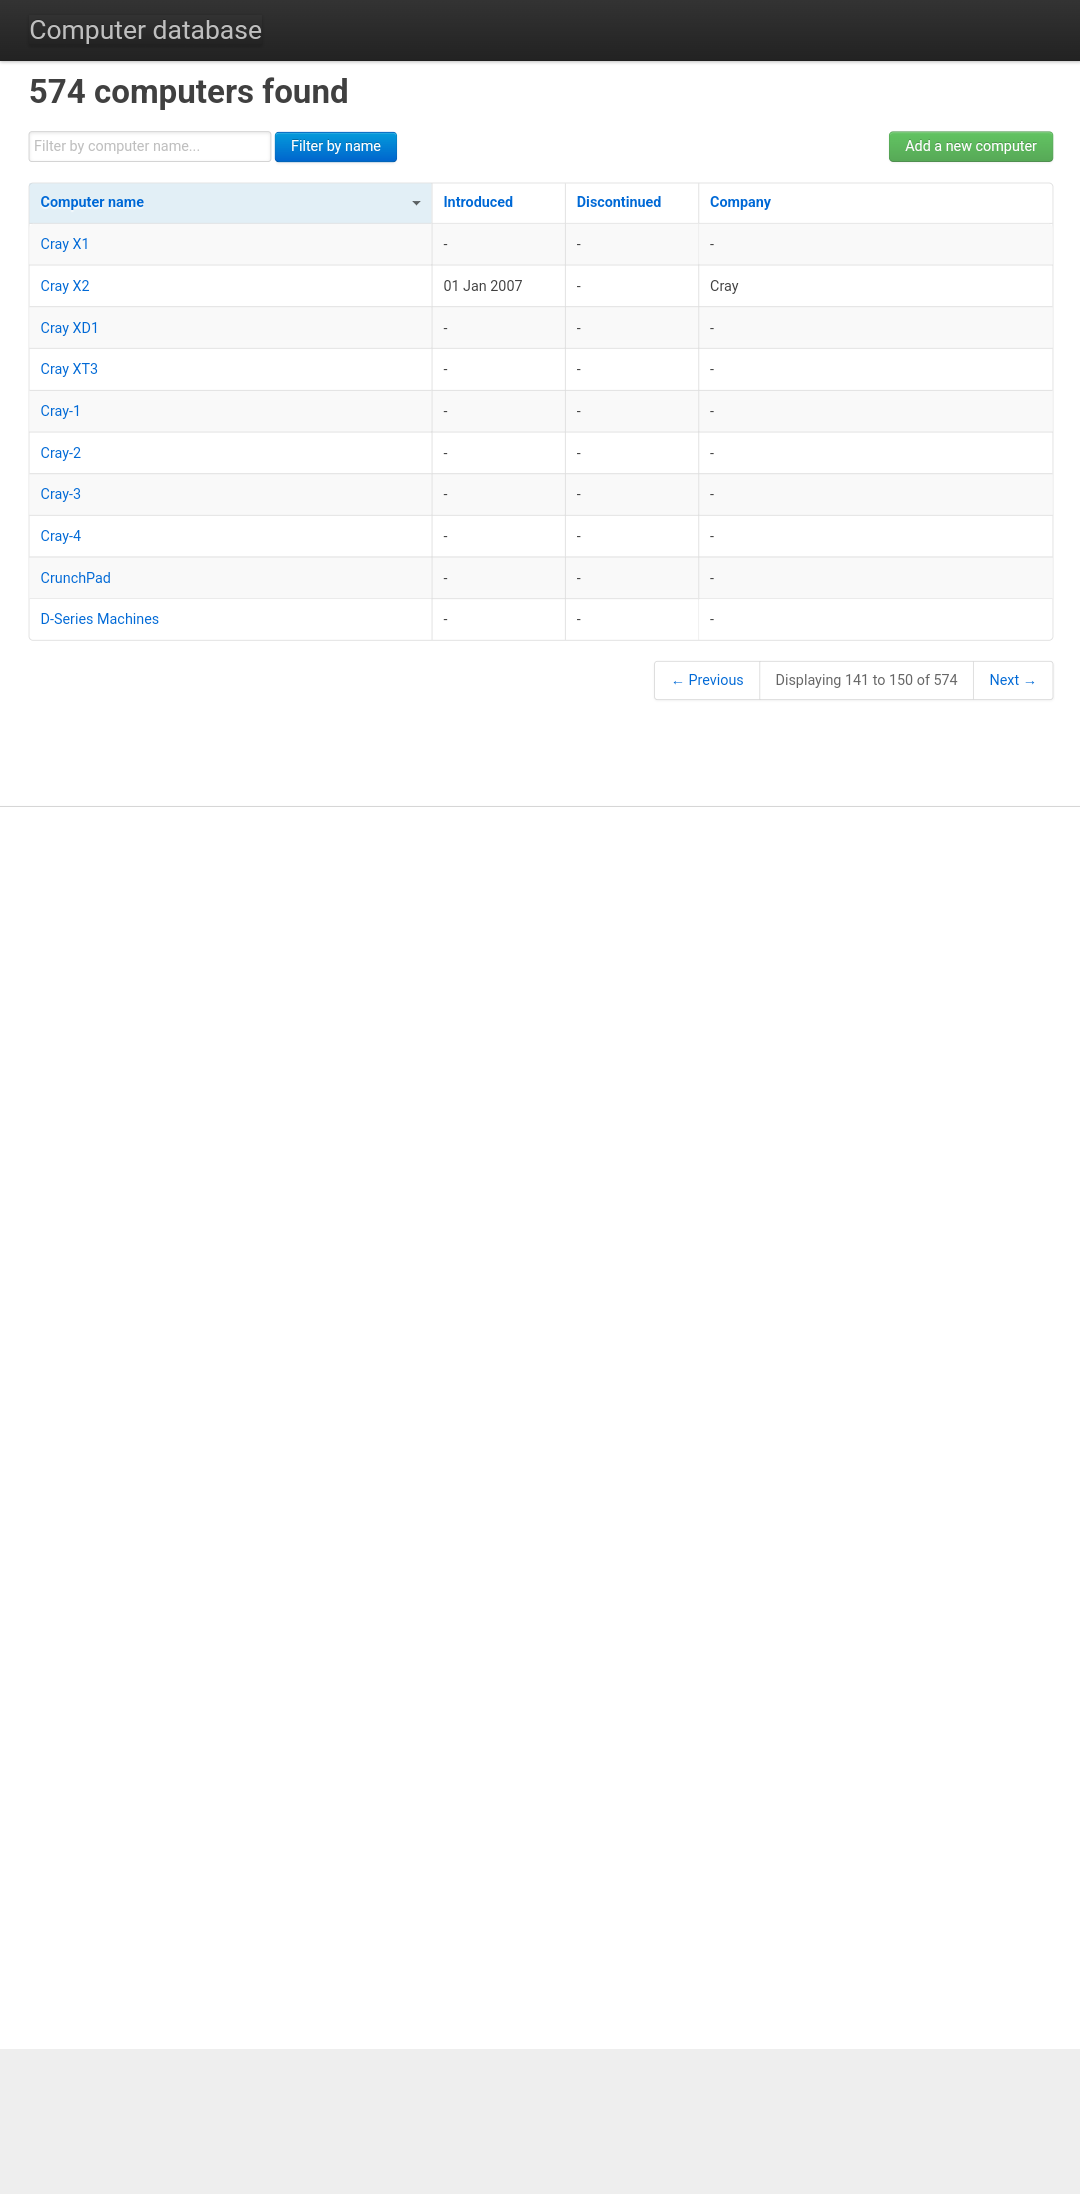 Computer database
574 computers found
Filter by computer name... Filter by name Add a new computer
Computer name Introduced Discontinued Company
Cray X1 - - -
Cray X2 01 Jan 2007 - Cray
Cray XD1 - - -
Cray XT3 - - -
Cray-1 - - -
Cray-2 - - -
Cray-3 - - -
Cray-4 - - -
CrunchPad - - -
D-Series Machines - - -
← Previous Displaying 141 to 150 of 574 Next →